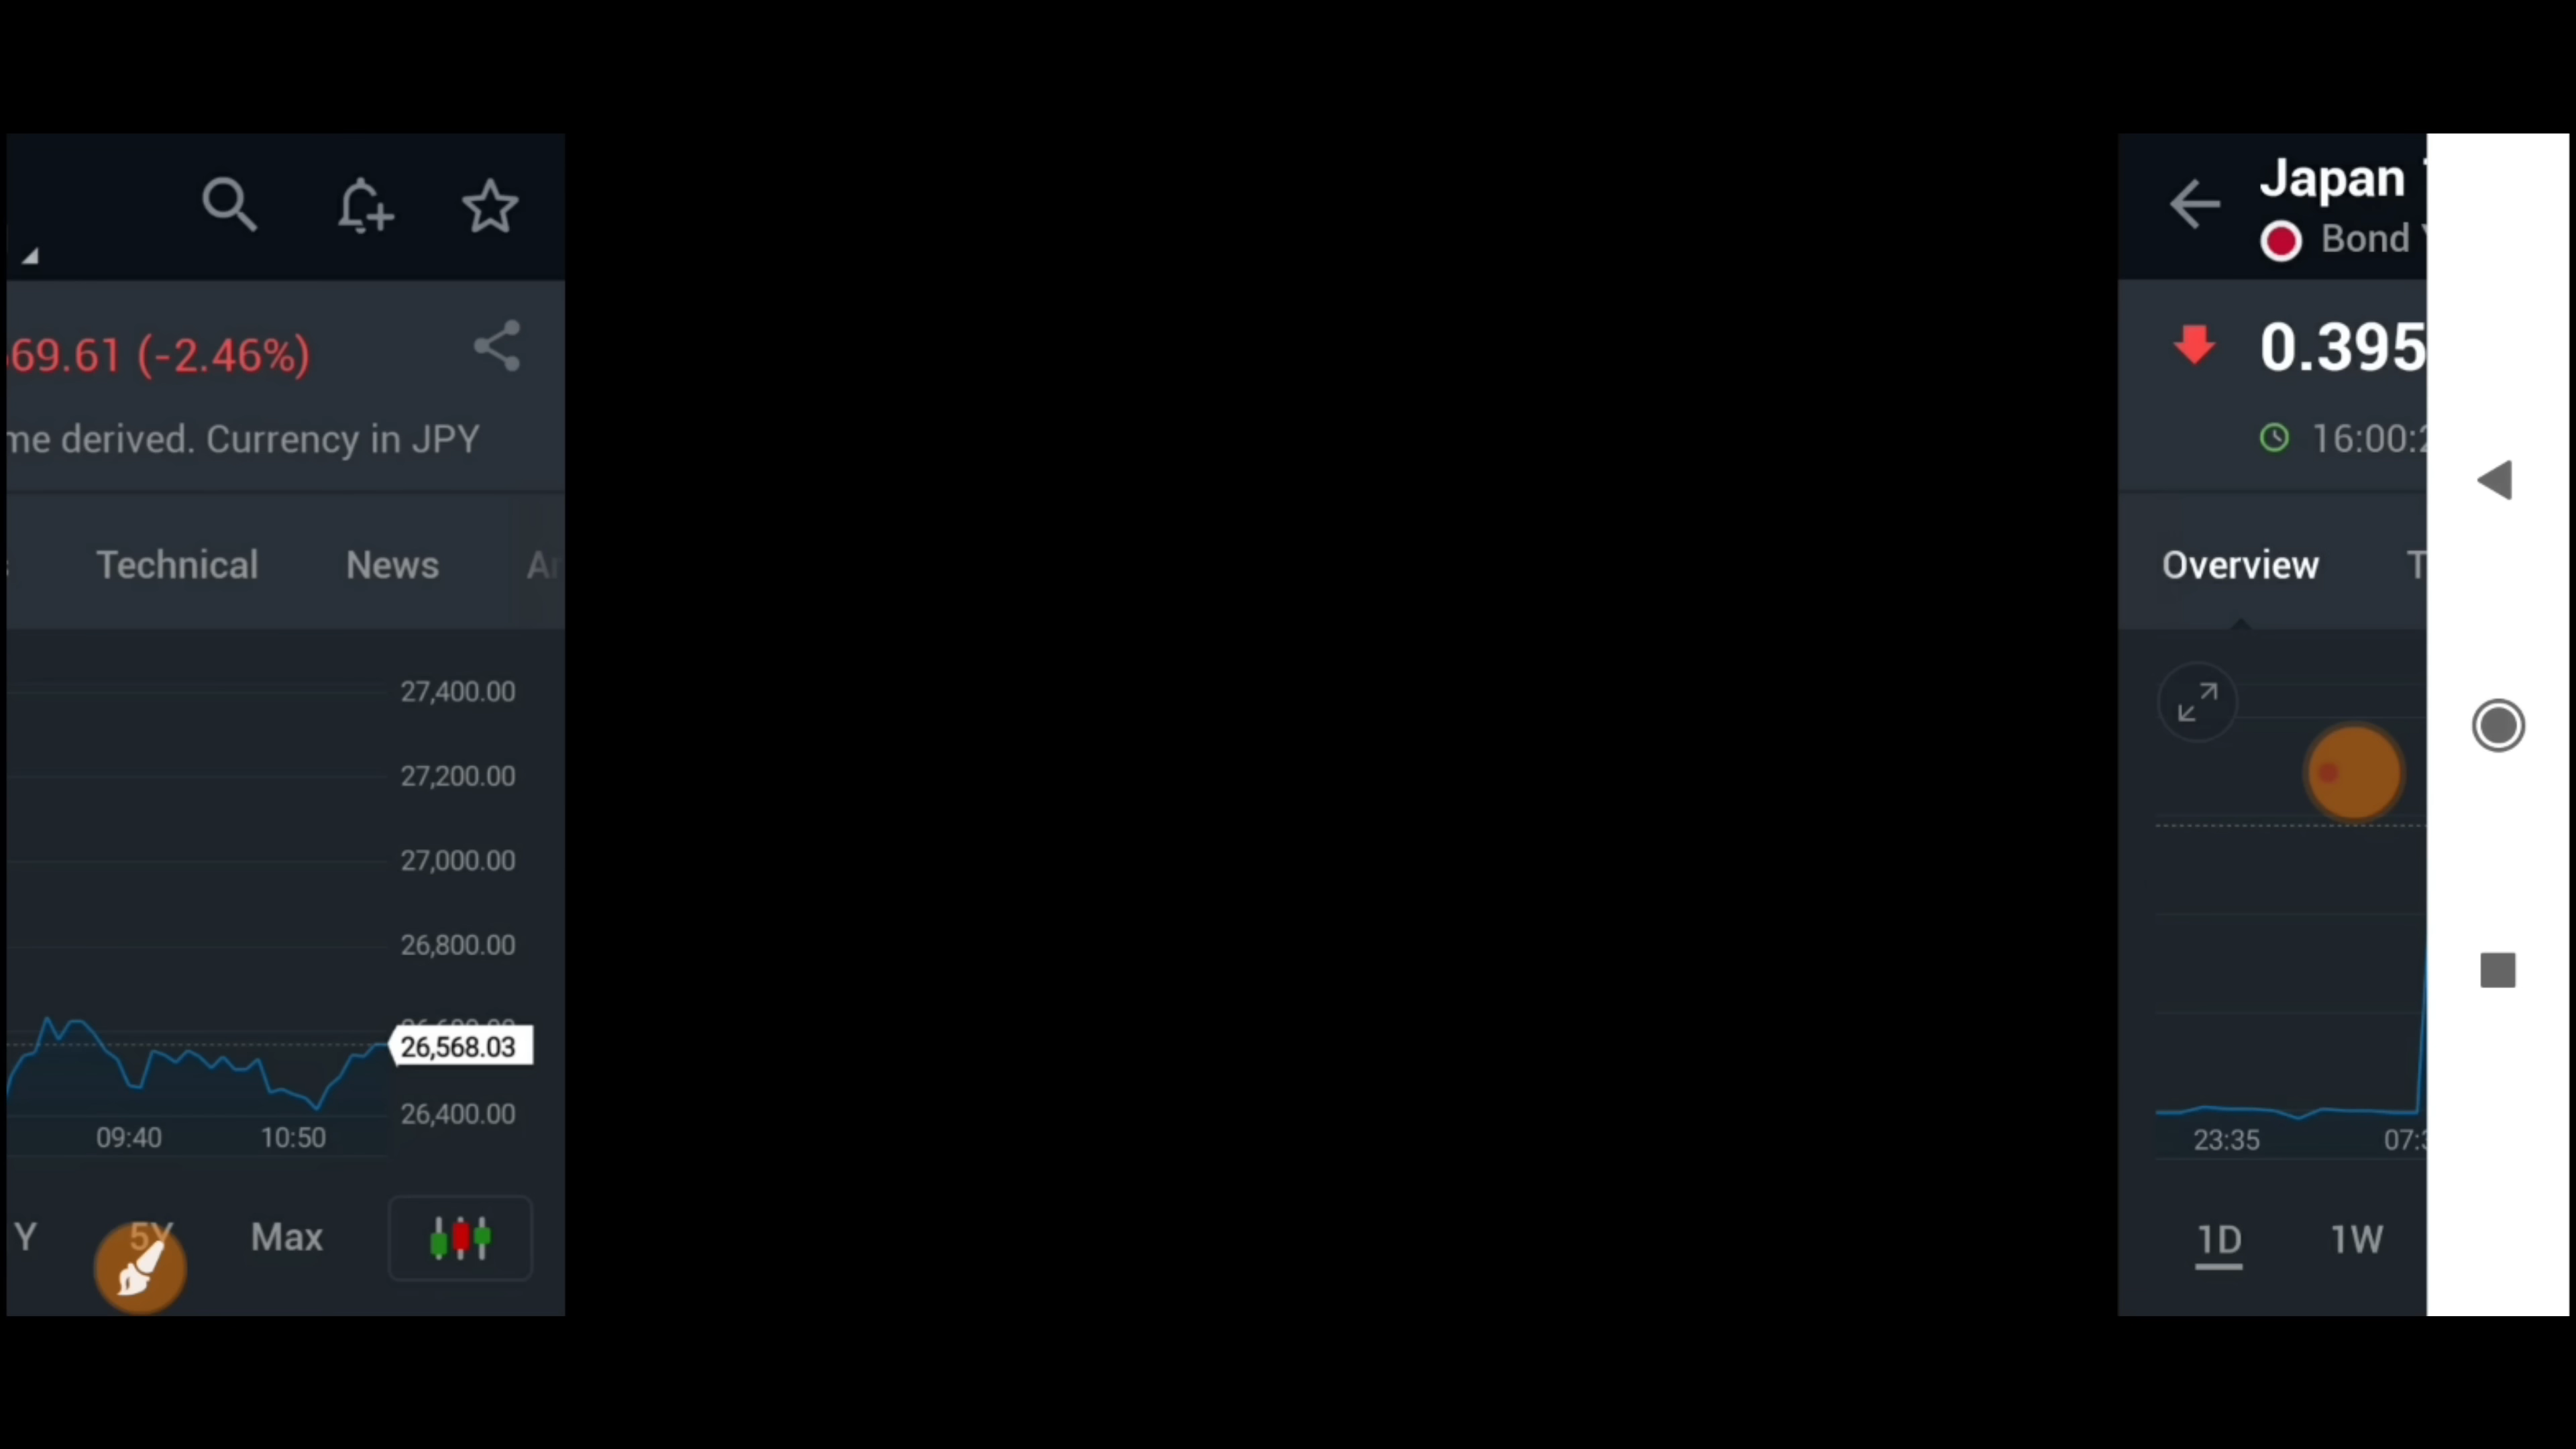 69.61 (-2.46%)
me derived. Currency in JPY
Technical News
27,400.00
27,200.00
27,000.00
26,800.00
26,568.03
26,400.00
09:40 10:50
Y 5Y Max
Japan
Bond
0.395
16:00:
Overview T
23:35 07:
1D 1W